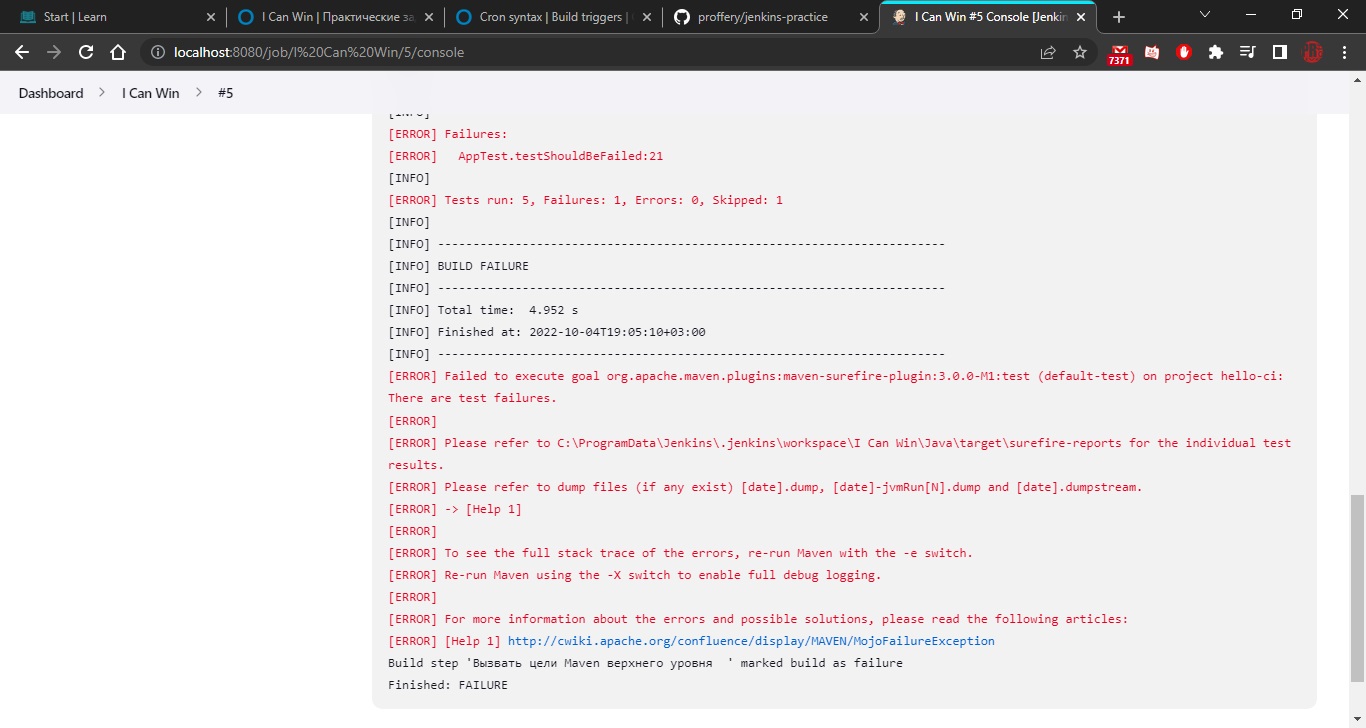 Start | Learn
I Can Win | Практические за
Cron syntax | Build triggers |
proffery/jenkins-practice
I Can Win #5 Console [Jenkin
localhost:8080/job/I%20Can%20Win/5/console
7371
Dashboard
I Can Win
#5
[INFO]
[ERROR] Failures:
[ERROR]   AppTest.testShouldBeFailed:21
[INFO]
[ERROR] Tests run: 5, Failures: 1, Errors: 0, Skipped: 1
[INFO]
[INFO] ------------------------------------------------------------------------
[INFO] BUILD FAILURE
[INFO] ------------------------------------------------------------------------
[INFO] Total time:  4.952 s
[INFO] Finished at: 2022-10-04T19:05:10+03:00
[INFO] ------------------------------------------------------------------------
[ERROR] Failed to execute goal org.apache.maven.plugins:maven-surefire-plugin:3.0.0-M1:test (default-test) on project hello-ci:
There are test failures.
[ERROR]
[ERROR] Please refer to C:\ProgramData\Jenkins\.jenkins\workspace\I Can Win\Java\target\surefire-reports for the individual test
results.
[ERROR] Please refer to dump files (if any exist) [date].dump, [date]-jvmRun[N].dump and [date].dumpstream.
[ERROR] -> [Help 1]
[ERROR]
[ERROR] To see the full stack trace of the errors, re-run Maven with the -e switch.
[ERROR] Re-run Maven using the -X switch to enable full debug logging.
[ERROR]
[ERROR] For more information about the errors and possible solutions, please read the following articles:
[ERROR] [Help 1] http://cwiki.apache.org/confluence/display/MAVEN/MojoFailureException
Build step 'Вызвать цели Maven верхнего уровня  ' marked build as failure
Finished: FAILURE